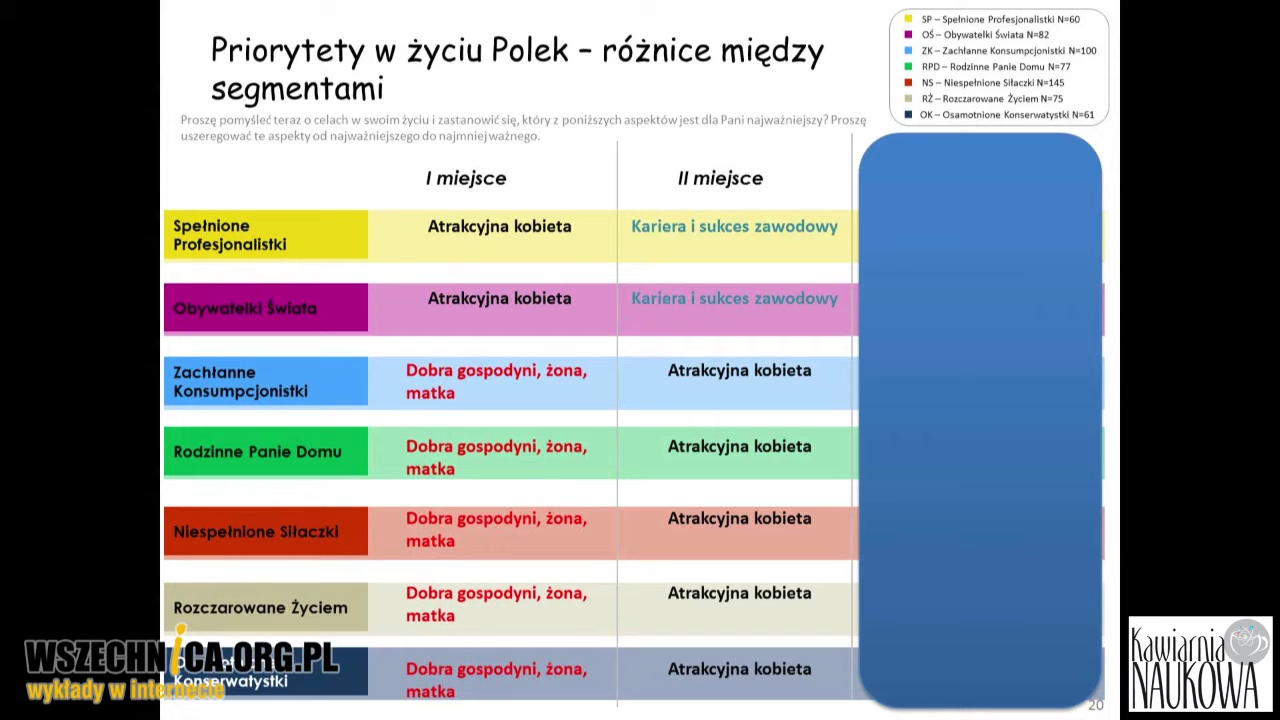 Priorytety w życiu Polek – różnice między
segmentami
SP – Spełnione Profesjonalistki N=60
OŚ – Obywatelki Świata N=82
ZK – Zachłanne Konsumpcjonistki N=100
RPD – Rodzinne Panie Domu N=77
NS – Niespełnione Siłaczki N=145
RŻ – Rozczarowane Życiem N=75
OK – Osamotnione Konserwatystki N=61
Proszę pomyśleć teraz o celach w swoim życiu i zastanowić się, który z poniższych aspektów jest dla Pani najważniejszy? Proszę
uszeregować te aspekty od najważniejszego do najmniej ważnego.
I miejsce
II miejsce
Spełnione
Profesjonalistki
Atrakcyjna kobieta
Kariera i sukces zawodowy
Obywatelki Świata
Atrakcyjna kobieta
Kariera i sukces zawodowy
Zachłanne
Konsumpcjonistki
Dobra gospodyni, żona,
matka
Atrakcyjna kobieta
Rodzinne Panie Domu
Dobra gospodyni, żona,
matka
Atrakcyjna kobieta
Niespełnione Siłaczki
Dobra gospodyni, żona,
matka
Atrakcyjna kobieta
Rozczarowane Życiem
Dobra gospodyni, żona,
matka
Atrakcyjna kobieta
Konserwatystki
Dobra gospodyni, żona,
matka
Atrakcyjna kobieta
20
WSZECHNICA.ORG.PL
wykłady w internecie
Kawiarnia
NAUKOWA